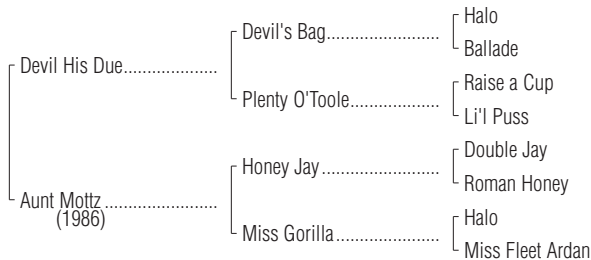 Halo
Devil's Bag....................
Ballade
Devil His Due...................
Raise a Cup
Plenty O'Toole..................
Li'l Puss
Double Jay
Honey Jay .......................
Roman Honey
Aunt Mottz .......................
(1986)
Halo
Miss Gorilla.....................
Miss Fleet Ardan